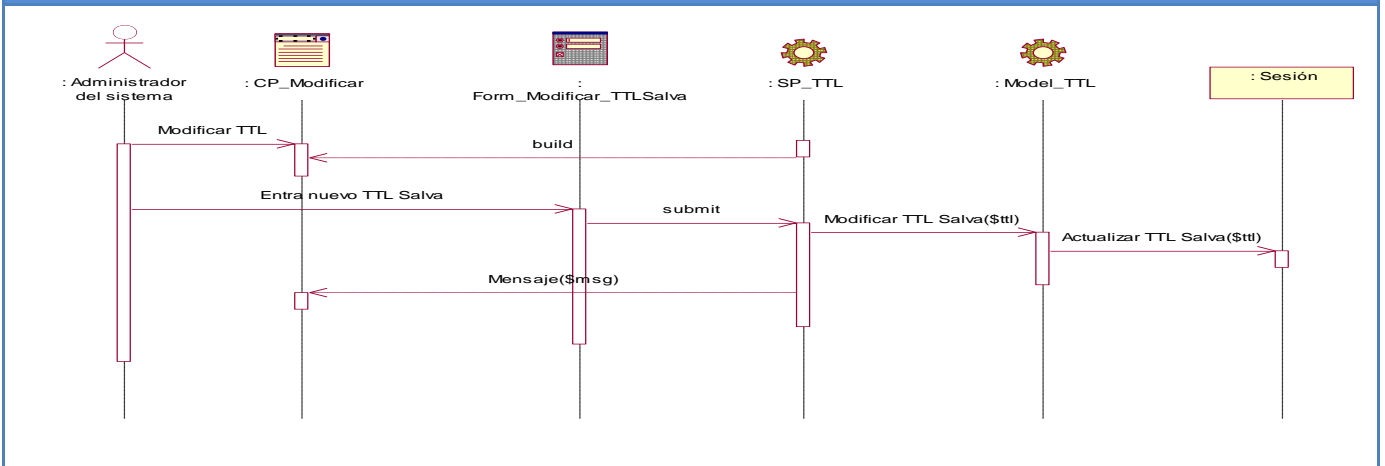 : Administrador
del sistema
: CP_Modificar
:
Form_Modificar_TTLSalva
: SP_TTL
: Model_TTL
: Sesión
Modificar TTL
build
Entra nuevo TTL Salva
submit
Modificar TTL Salva($ttl)
Actualizar TTL Salva($ttl)
Mensaje($msg)